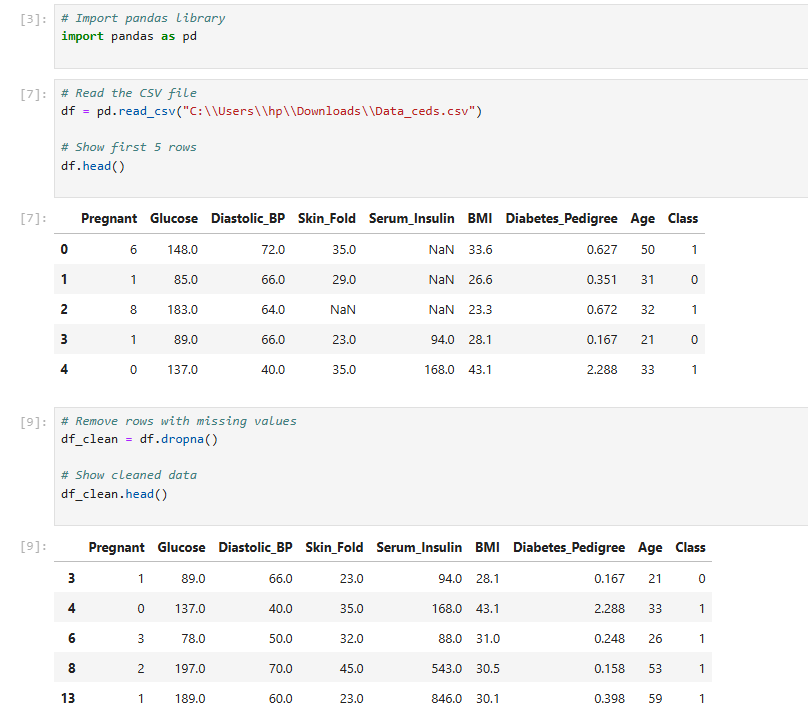 [3]: # Import pandas library
import pandas as pd
[7]: # Read the CSV file
df = pd.read_csv("C:\\Users\\hp\\Downloads\\Data_ceds.csv")
# Show first 5 rows
df.head()
[7]: Pregnant Glucose Diastolic_BP Skin_Fold Serum_Insulin BMI Diabetes_Pedigree Age Class
0 6 148.0 72.0 35.0 NaN 33.6 0.627 50 1
1 1 85.0 66.0 29.0 NaN 26.6 0.351 31 0
2 8 183.0 64.0 NaN NaN 23.3 0.672 32 1
3 1 89.0 66.0 23.0 94.0 28.1 0.167 21 0
4 0 137.0 40.0 35.0 168.0 43.1 2.288 33 1
[9]: # Remove rows with missing values
df_clean = df.dropna()
# Show cleaned data
df_clean.head()
[9]: Pregnant Glucose Diastolic_BP Skin_Fold Serum_Insulin BMI Diabetes_Pedigree Age Class
3 1 89.0 66.0 23.0 94.0 28.1 0.167 21 0
4 0 137.0 40.0 35.0 168.0 43.1 2.288 33 1
6 3 78.0 50.0 32.0 88.0 31.0 0.248 26 1
8 2 197.0 70.0 45.0 543.0 30.5 0.158 53 1
13 1 189.0 60.0 23.0 846.0 30.1 0.398 59 1